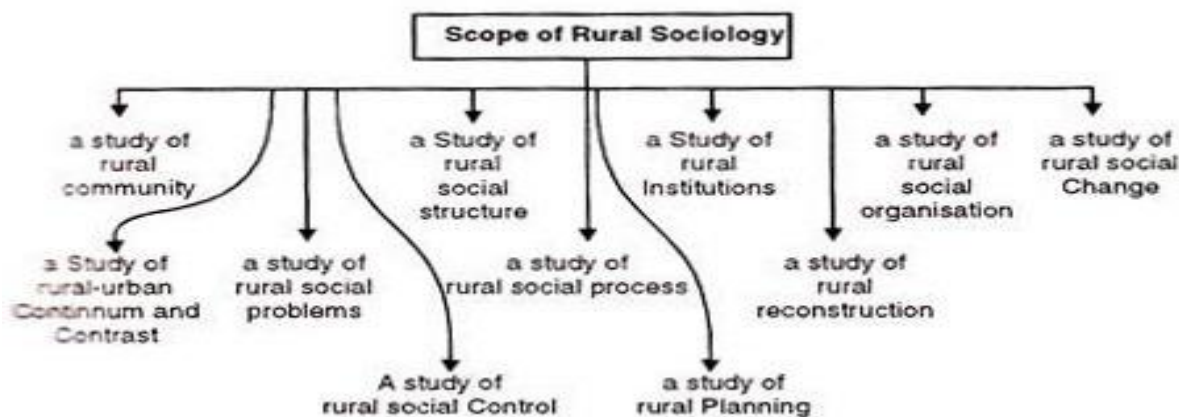 Scope of Rural Sociology
a study of
rural
community
a Study of
rural
social
structure
a Study of
rural
Institutions
a study of
rural
social
organisation
a study of
rural social
Change
a Study of
rural-urban
Continnum and
Contrast
a study of
rural social
problems
a study of
rural social process
a study of
rural
reconstruction
A study of
rural social Control
a study of
rural Planning